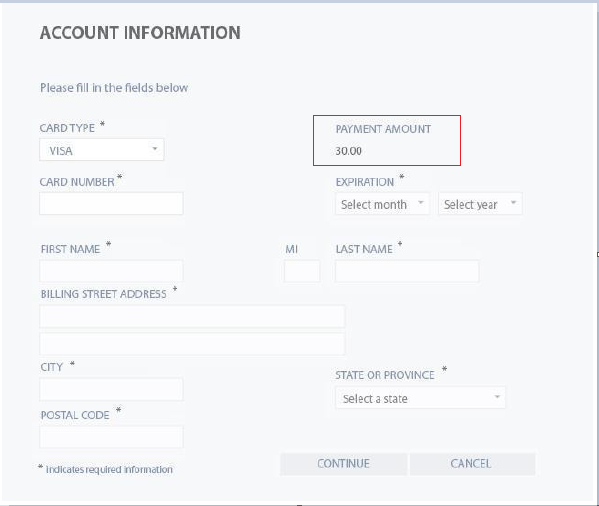 ACCOUNT INFORMATION
Please fill in the fields below
CARD TYPE *
PAYMENT AMOUNT
VISA
30.00
CARD NUMBER *
EXPIRATION *
Select month
Select year
FIRST NAME *
MI
LAST NAME *
BILLING STREET ADDRESS *
CITY *
STATE OR PROVINCE *
Select a state
POSTAL CODE *
* Indicates required information
CONTINUE
CANCEL